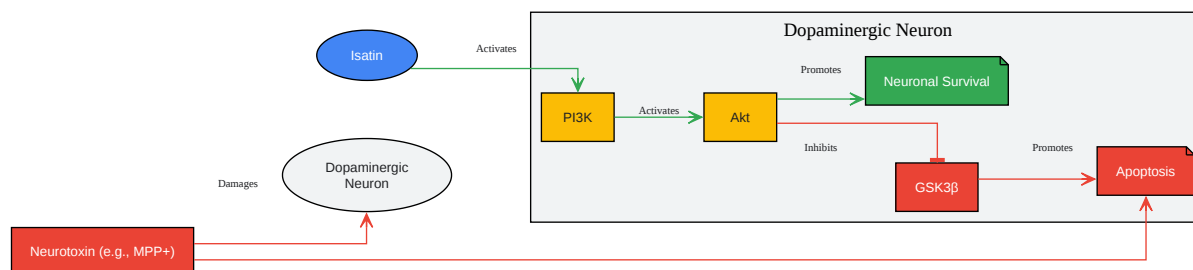 Dopaminergic Neuron
Isatin
Activates
Promotes
Neuronal Survival
PI3K
Activates
Akt
Inhibits
Promotes
GSK3β
Apoptosis
Dopaminergic
Neuron
Damages
Neurotoxin (e.g., MPP+)